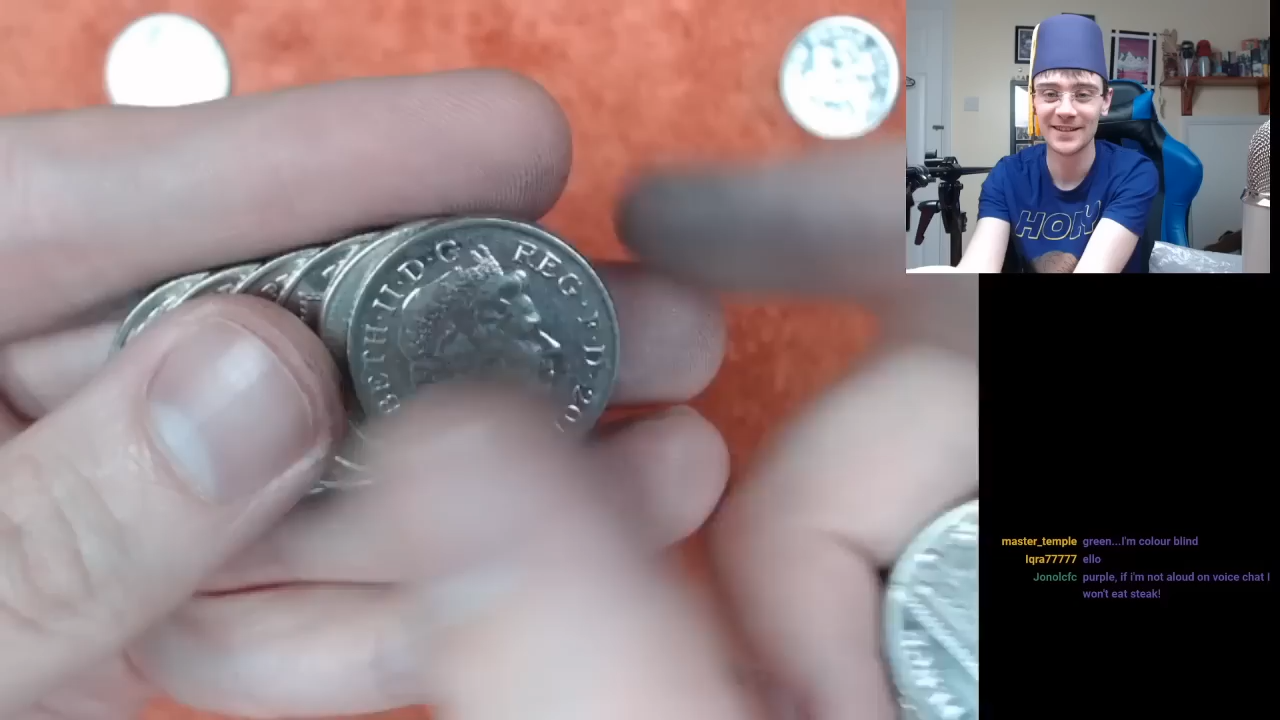 BETH·II·D·G REG·F·D·20
HOM
master_temple green...I'm colour blind
Iqra77777 ello
Jonolcfc purple, if i'm not aloud on voice chat I
won't eat steak!